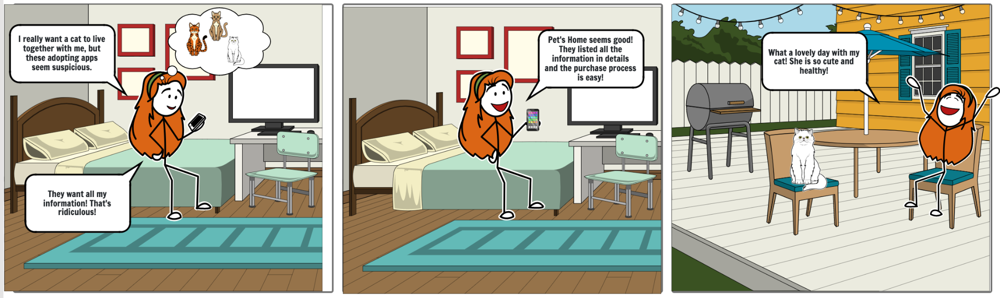 I really want a cat to live
together with me, but
these adopting apps
seem suspicious.
They want all my
information! That's
ridiculous!
Pet's Home seems good!
They listed all the
information in details
and the purchase process
is easy!
What a lovely day with my
cat! She is so cute and
healthy!